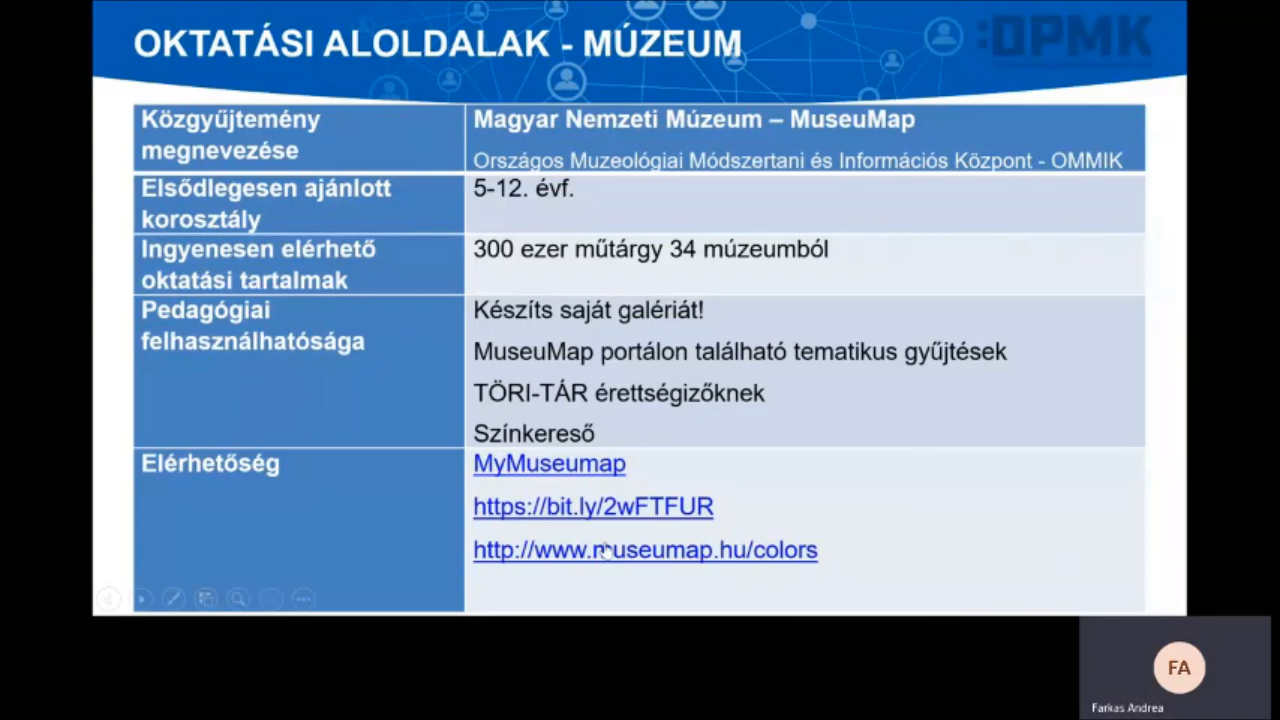 OKTATÁSI ALOLDALAK - MÚZEUM
:OPMK
Közgyűjtemény
megnevezése
Magyar Nemzeti Múzeum – MuseuMap
Országos Muzeológiai Módszertani és Információs Központ - OMMIK
Elsődlegesen ajánlott
korosztály
5-12. évf.
Ingyenesen elérhető
oktatási tartalmak
300 ezer műtárgy 34 múzeumból
Pedagógiai
felhasználhatósága
Készíts saját galériát!
MuseuMap portálon található tematikus gyűjtések
TÖRI-TÁR érettségizőknek
Színkereső
Elérhetőség
MyMuseumap
https://bit.ly/2wFTFUR
http://www.museumap.hu/colors
FA
Farkas Andrea